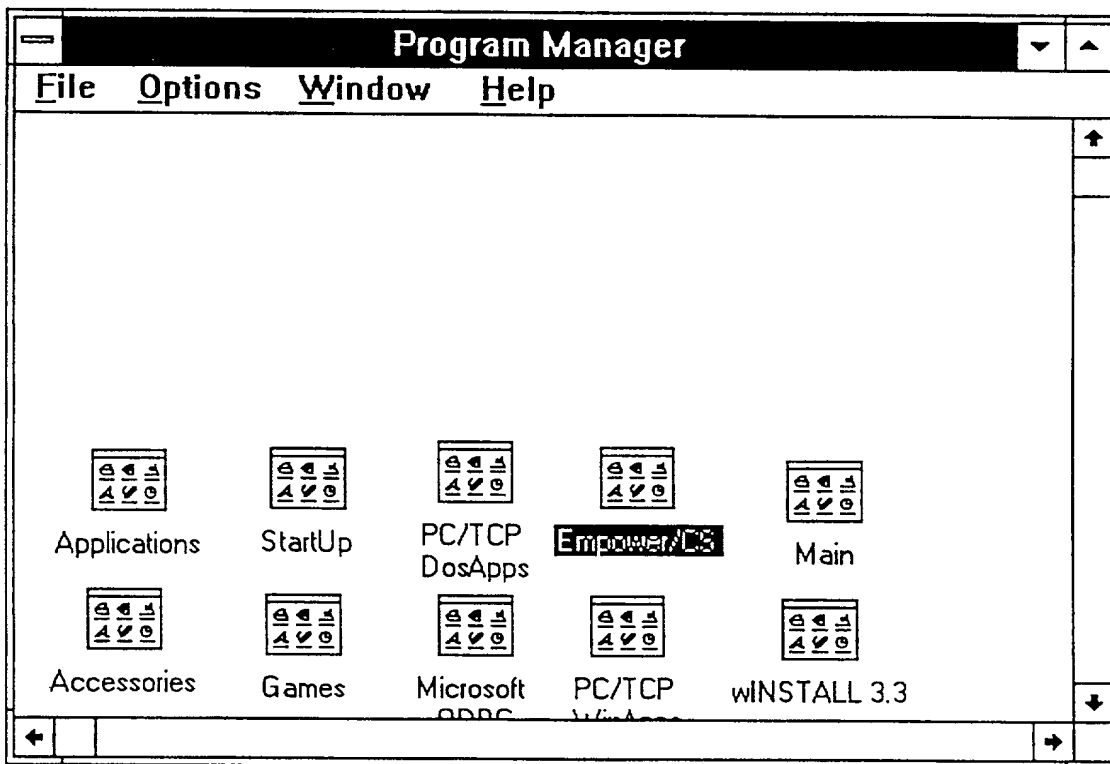 Program Manager
File Options Window Help
Applications StartUp PC/TCP Empower/CS Main
DosApps
Accessories Games Microsoft PC/TCP wINSTALL 3.3